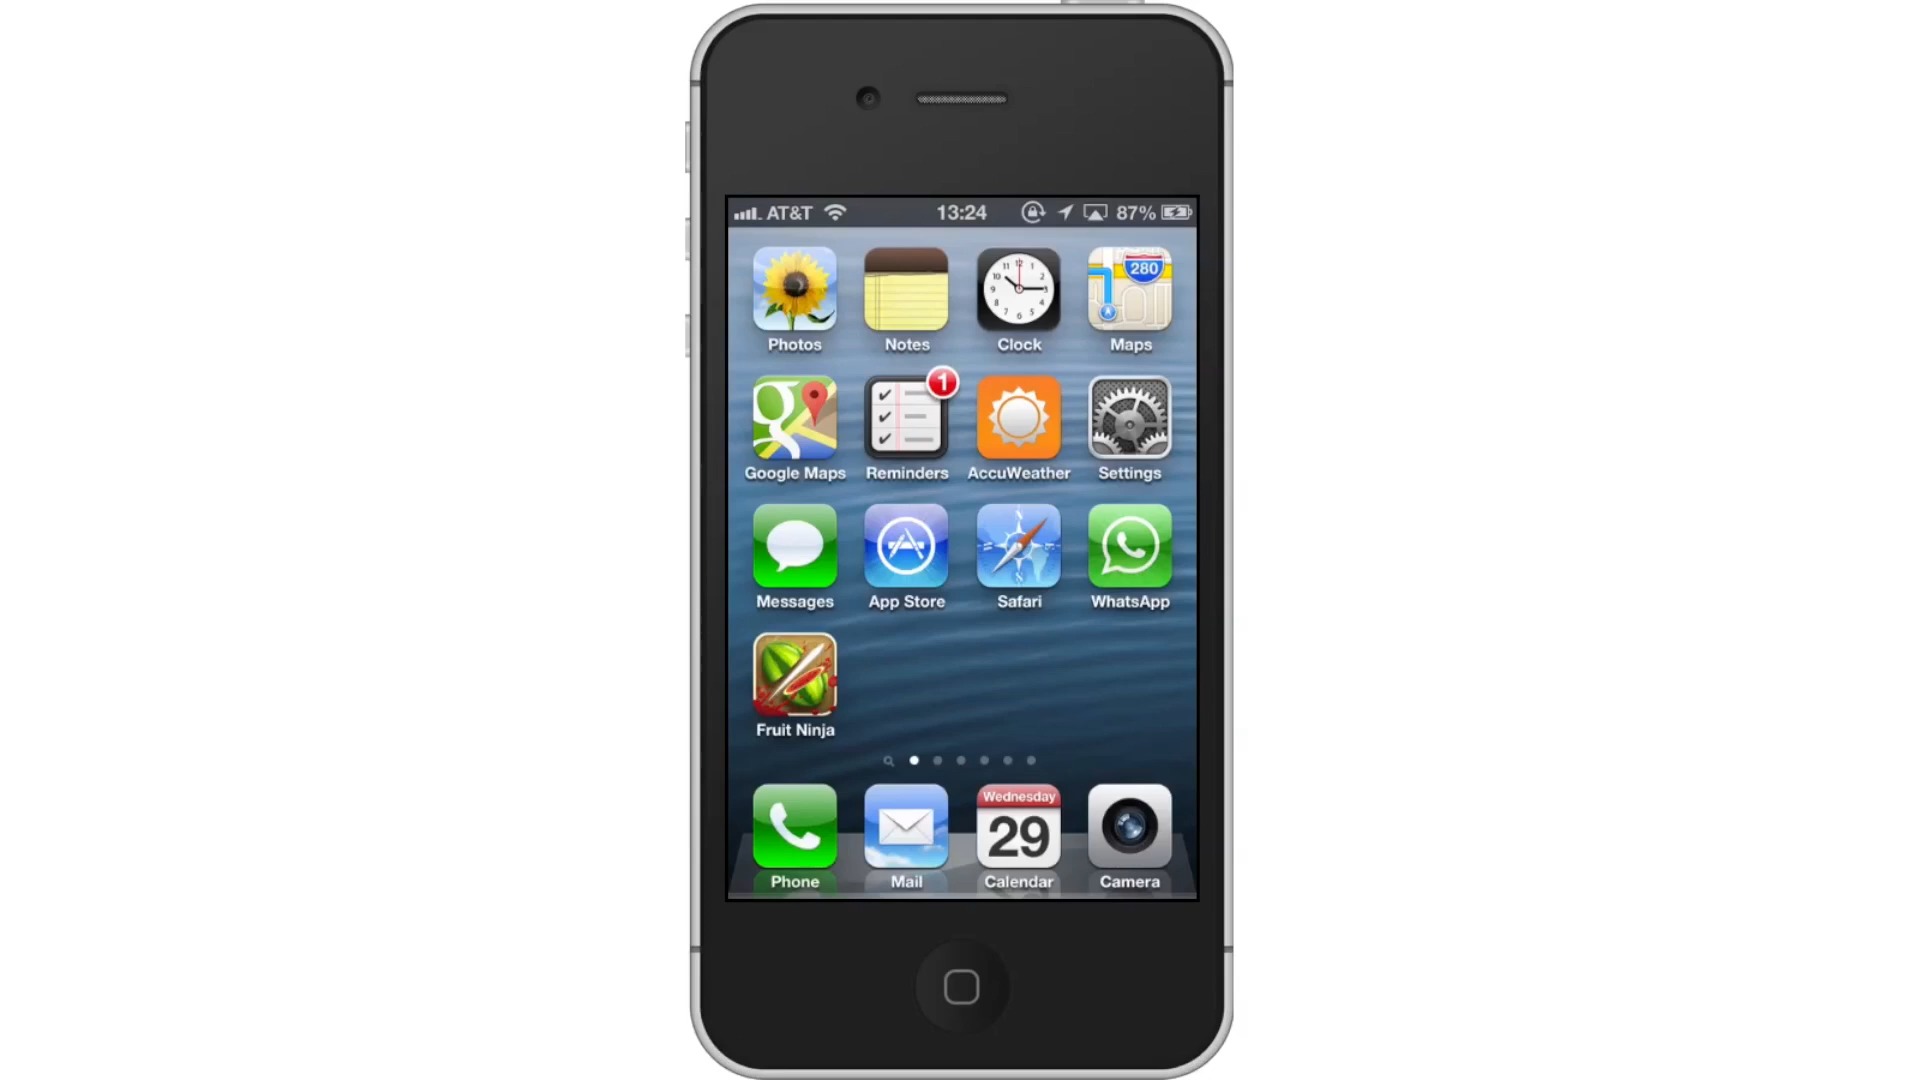 AT&T 13:24 87%
280
Photos Notes Clock Maps
1
Google Maps Reminders AccuWeather Settings
Messages App Store Safari WhatsApp
Fruit Ninja
Wednesday
29
Phone Mail Calendar Camera